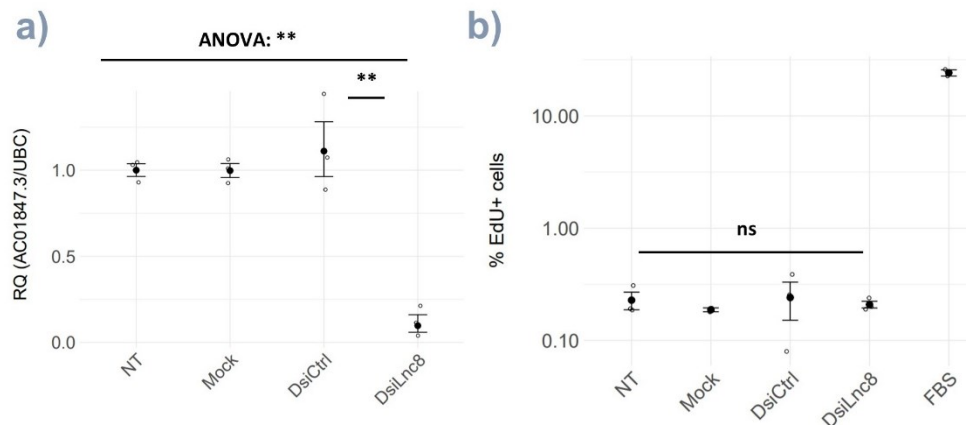 a)
ANOVA: **
**
RQ (AC01847.3/UBC)
1.0
0.5
0.0
NT
Mock
DsiCtrl
DsiLnc8
b)
% EdU+ cells
10.00
1.00
0.10
ns
NT
Mock
DsiCtrl
DsiLnc8
FBS